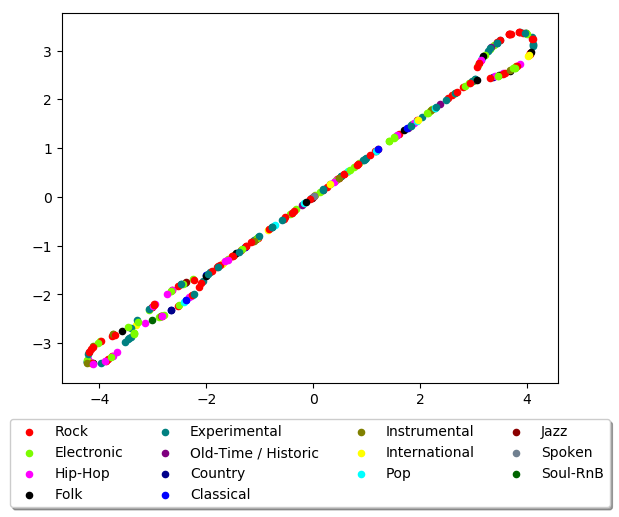 3
2
1
0
−1
−2
−3
−4 −2 0 2 4
Rock Experimental Instrumental Jazz
Electronic Old-Time / Historic International Spoken
Hip-Hop Country Pop Soul-RnB
Folk Classical